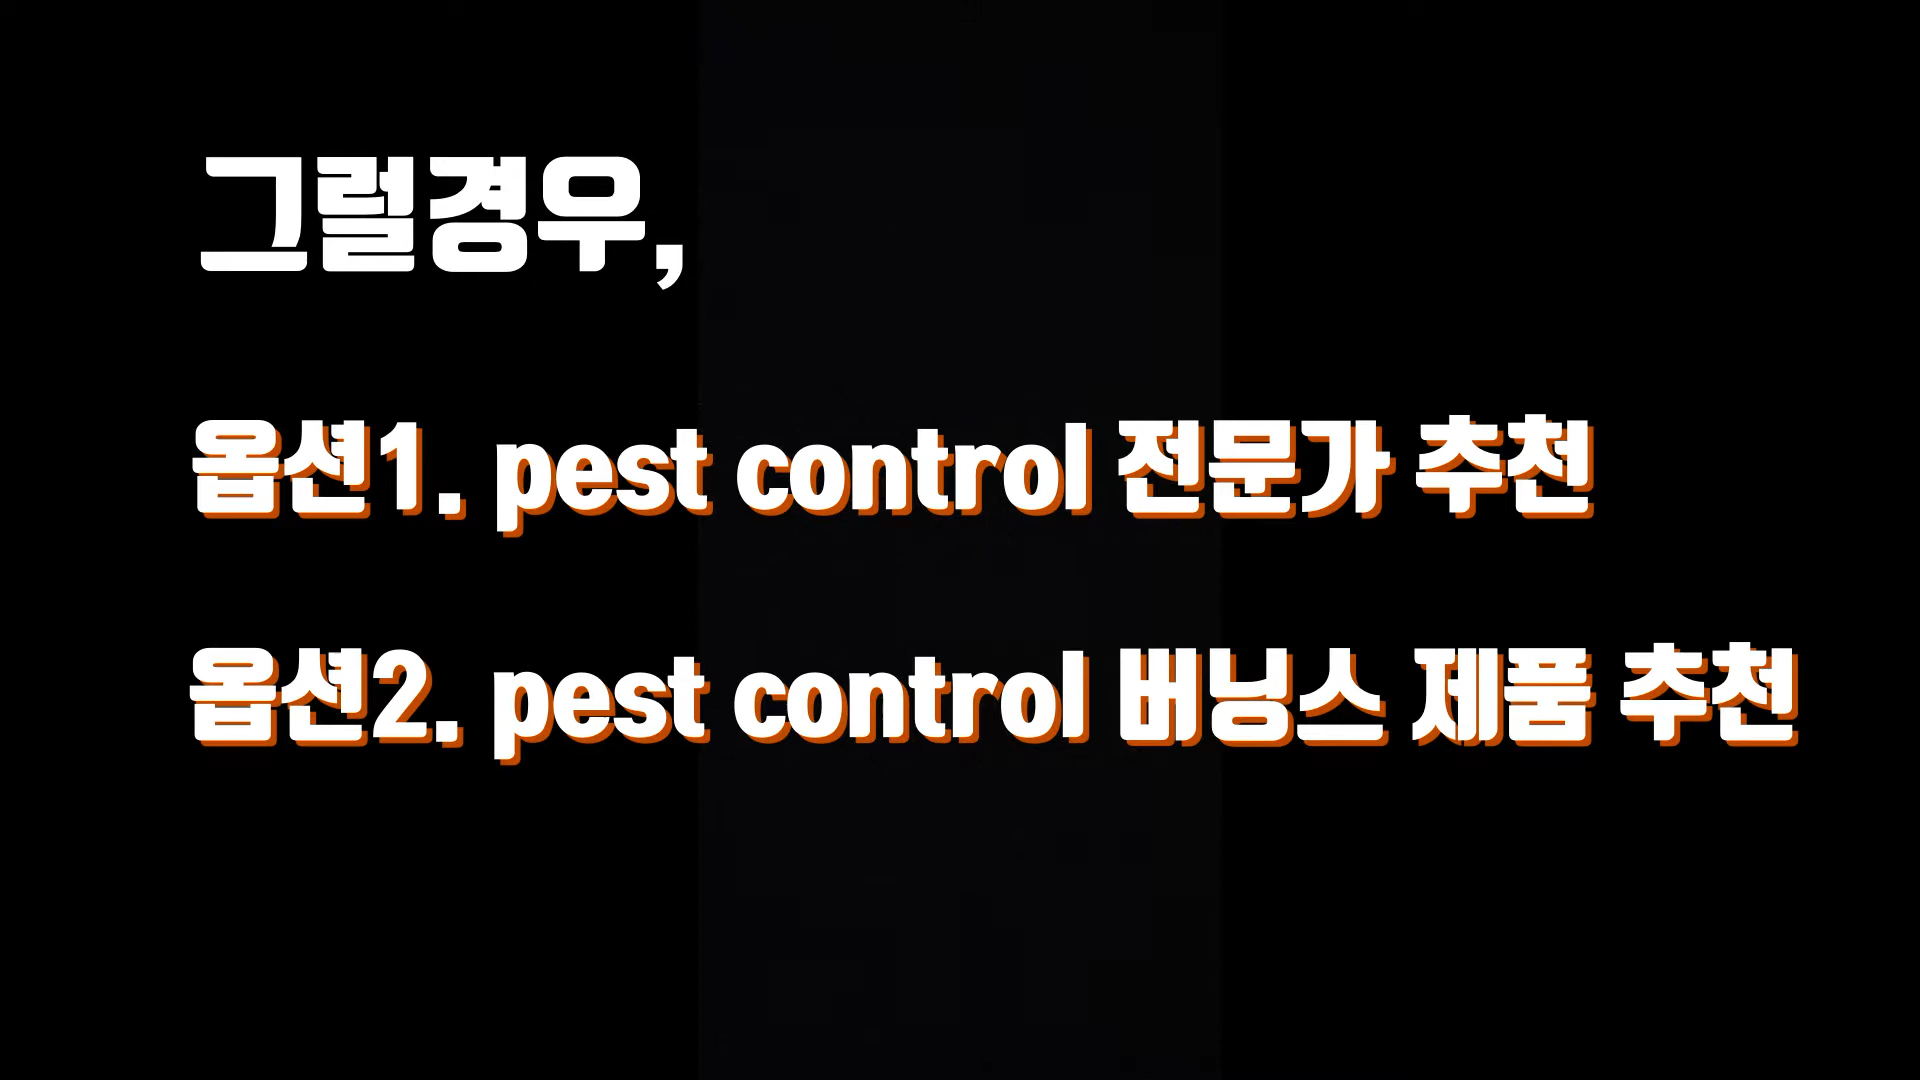 그럴경우,
옵션1. pest control 전문가 추천
옵션2. pest control 버닝스 제품 추천